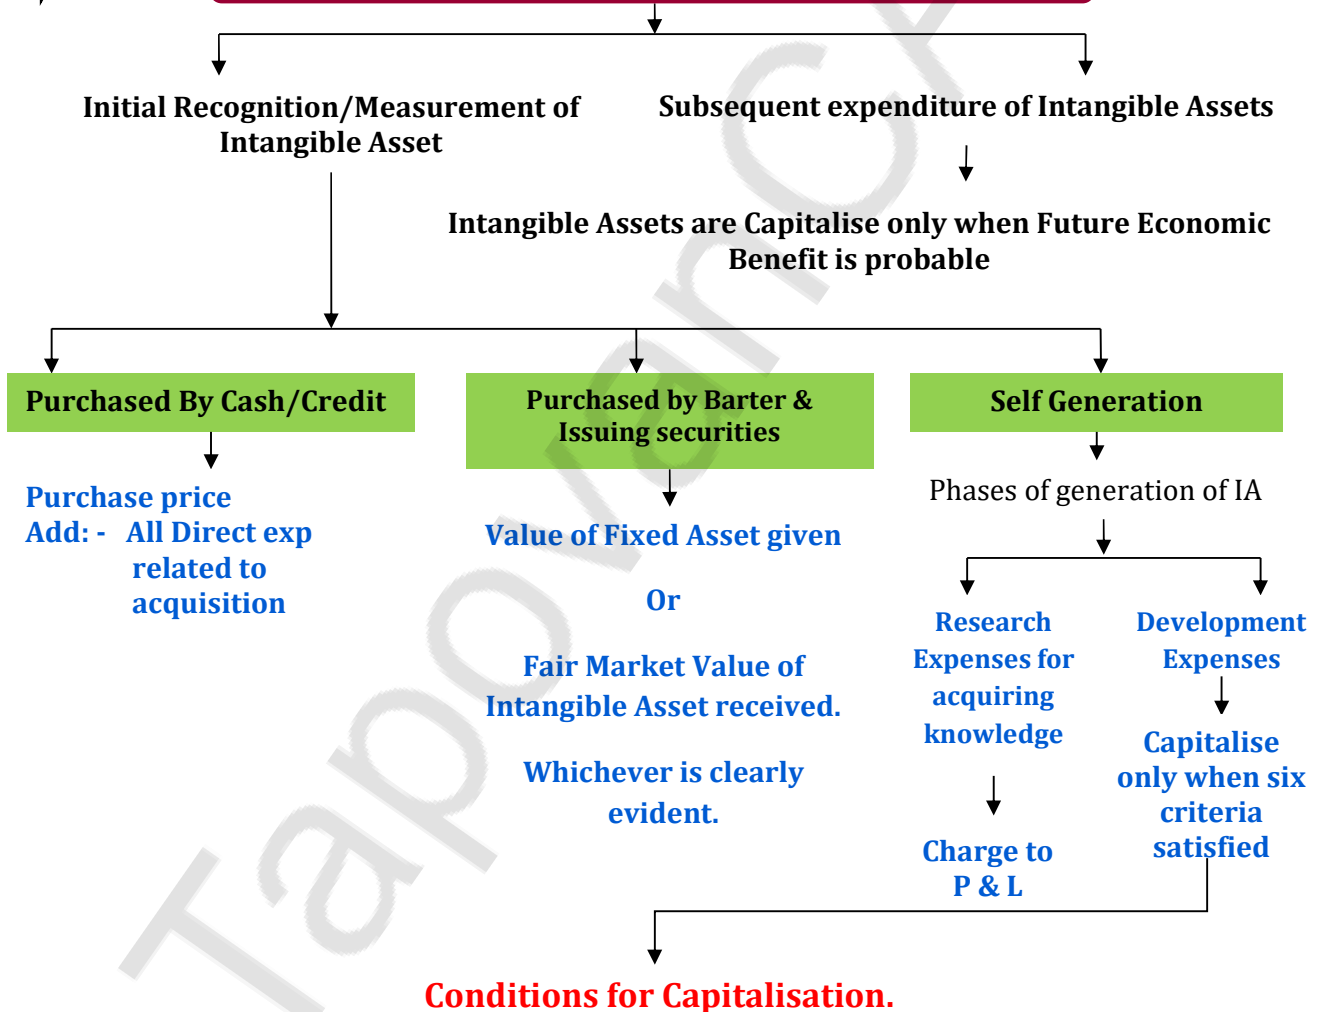 Initial Recognition/Measurement of
Intangible Asset
Subsequent expenditure of Intangible Assets
Intangible Assets are Capitalise only when Future Economic
Benefit is probable
Purchased By Cash/Credit
Purchase price
Add: - All Direct exp
related to
acquisition
Purchased by Barter &
Issuing securities
Value of Fixed Asset given
Or
Fair Market Value of
Intangible Asset received.
Whichever is clearly
evident.
Self Generation
Phases of generation of IA
Research
Expenses for
acquiring
knowledge
Charge to
P & L
Development
Expenses
Capitalise
only when six
criteria
satisfied
Conditions for Capitalisation.
Tapovan CA